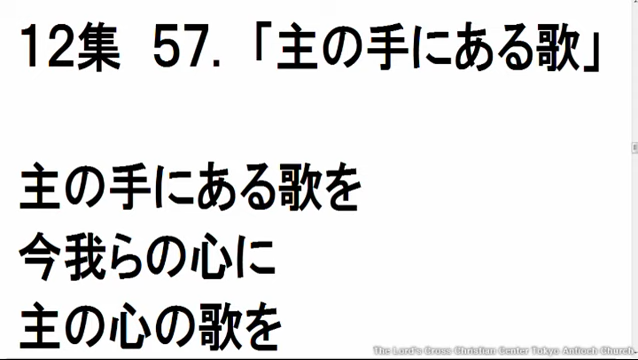 12集 57.「主の手にある歌」
主の手にある歌を
今我らの心に
主の心の歌を
The Lord's Cross Christian Center Tokyo Antioch Church